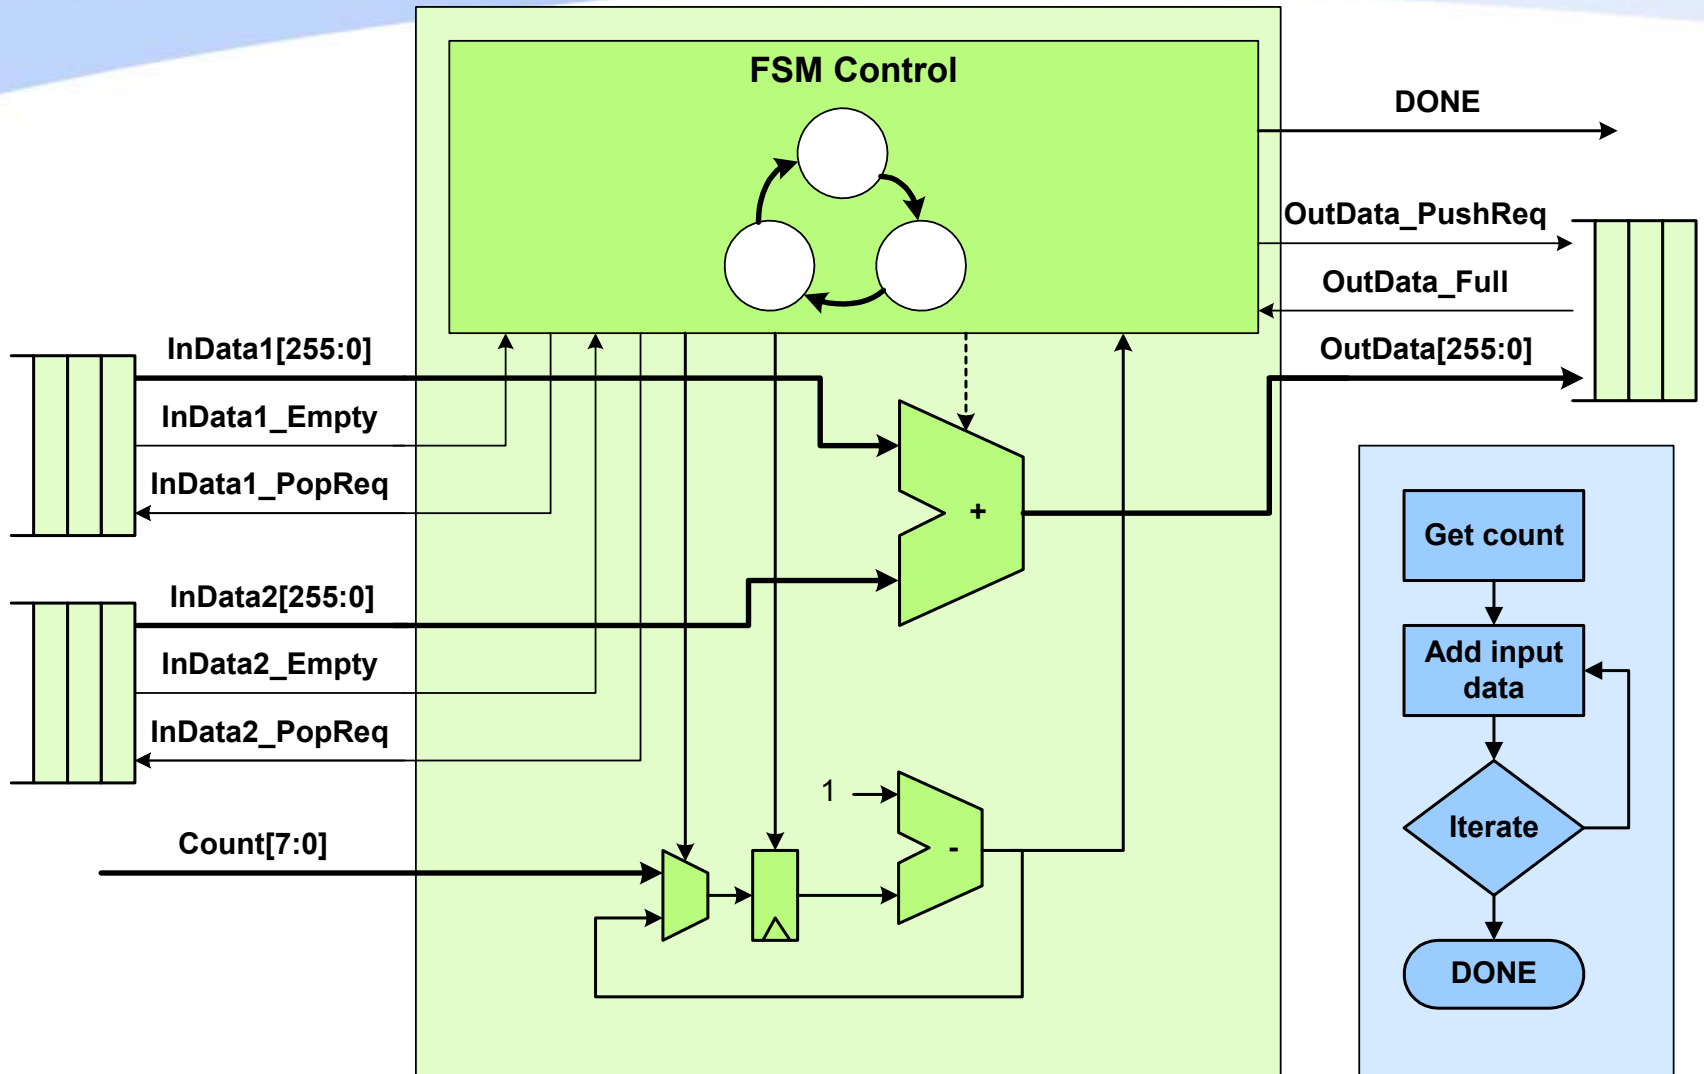 FSM Control
DONE
OutData_PushReq
OutData_Full
OutData[255:0]
InData1[255:0]
InData1_Empty
InData1_PopReq
+
InData2[255:0]
InData2_Empty
InData2_PopReq
1
-
Count[7:0]
Get count
Add input
data
Iterate
DONE